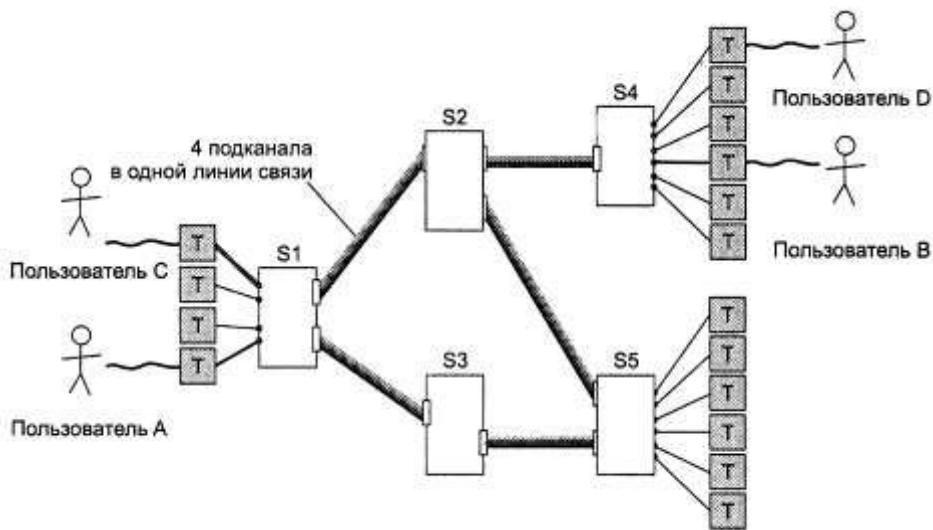 Т
Пользователь D
Т
S4
Т
S2
4 подканала
в одной линии связи
Т
Пользователь B
Т
Т
Т
S1
Пользователь C
Т
Т
Т
Пользователь A
S3
S5
Т
Т
Т
Т
Т
Т